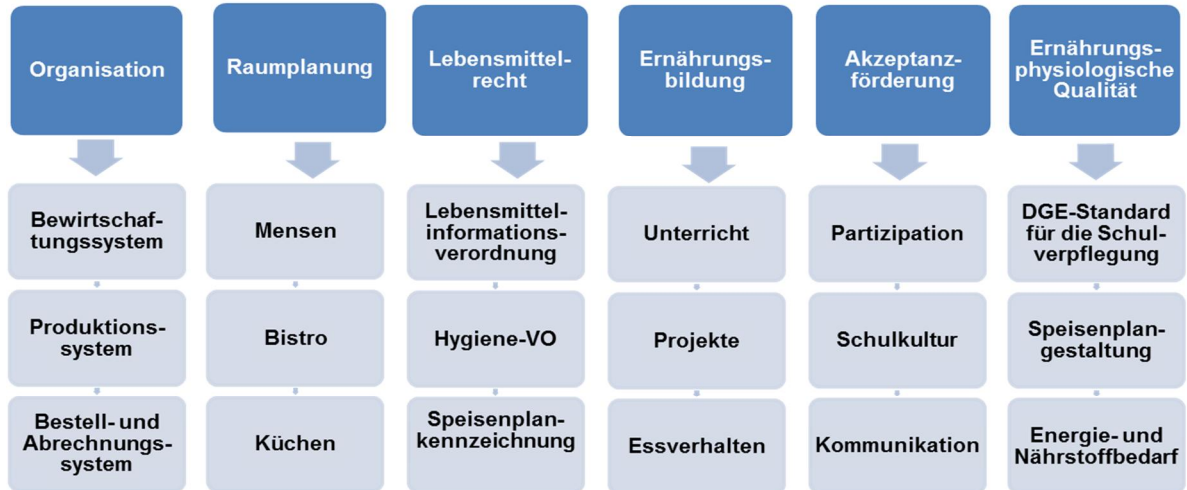 Organisation
Raumplanung
Lebensmittel-
recht
Ernährungs-
bildung
Akzeptanz-
förderung
Ernährungs-
physiologische
Qualität
Bewirtschaf-
tungssystem
Mensen
Lebensmittel-
informations-
verordnung
Unterricht
Partizipation
DGE-Standard
für die Schul-
verpflegung
Produktions-
system
Bistro
Hygiene-VO
Projekte
Schulkultur
Speisenplan-
gestaltung
Bestell- und
Abrechnungs-
system
Küchen
Speisenplan-
kennzeichnung
Essverhalten
Kommunikation
Energie- und
Nährstoffbedarf